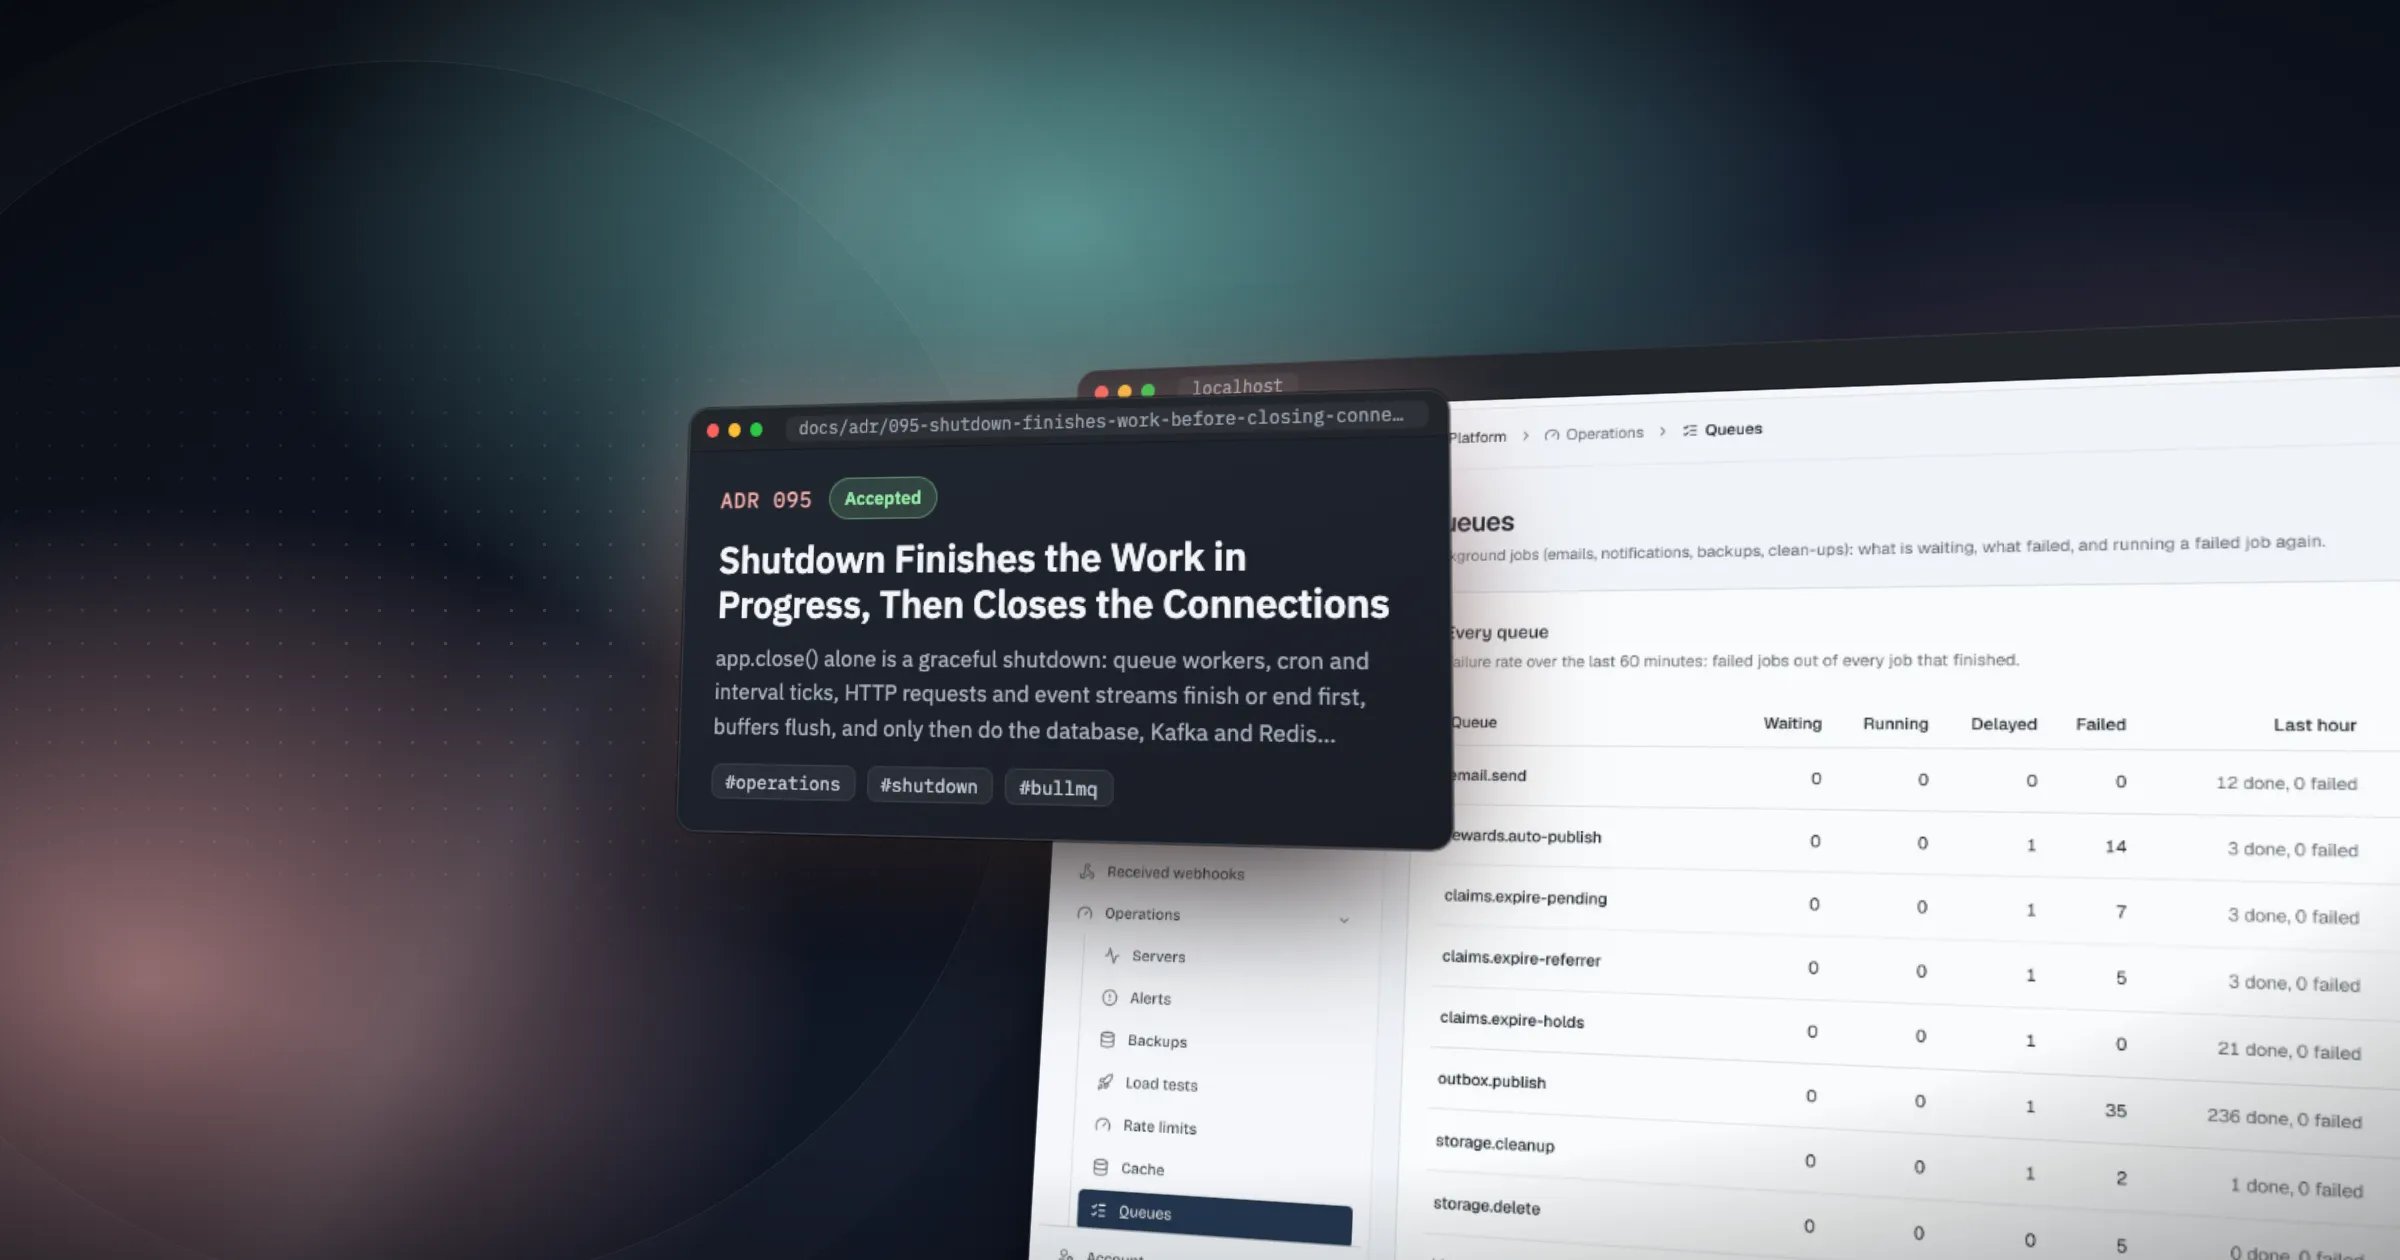 localhost
docs/adr/095-shutdown-finishes-work-before-closing-conne…
ADR 095 Accepted
Shutdown Finishes the Work in
Progress, Then Closes the Connections
app.close() alone is a graceful shutdown: queue workers, cron and
interval ticks, HTTP requests and event streams finish or end first,
buffers flush, and only then do the database, Kafka and Redis...
#operations #shutdown #bullmq
Platform > Operations > Queues
jobs (emails, notifications, backups, clean-ups): what is waiting, what failed, and running a failed job again.
Every queue
rate over the last 60 minutes: failed jobs out of every job that finished.
Queue Waiting Running Delayed Failed Last hour
email.send 0 0 0 0 12 done, 0 failed
ewards.auto-publish 0 0 1 14 3 done, 0 failed
claims.expire-pending 0 0 1 7 3 done, 0 failed
claims.expire-referrer 0 0 1 5 3 done, 0 failed
claims.expire-holds 0 0 1 0 21 done, 0 failed
outbox.publish 0 0 1 35 236 done, 0 failed
storage.cleanup 0 0 1 2 1 done, 0 failed
storage.delete 0 0 0 5 0 done, 0 failed
Received webhooks
Operations
Servers
Alerts
Backups
Load tests
Rate limits
Cache
Queues